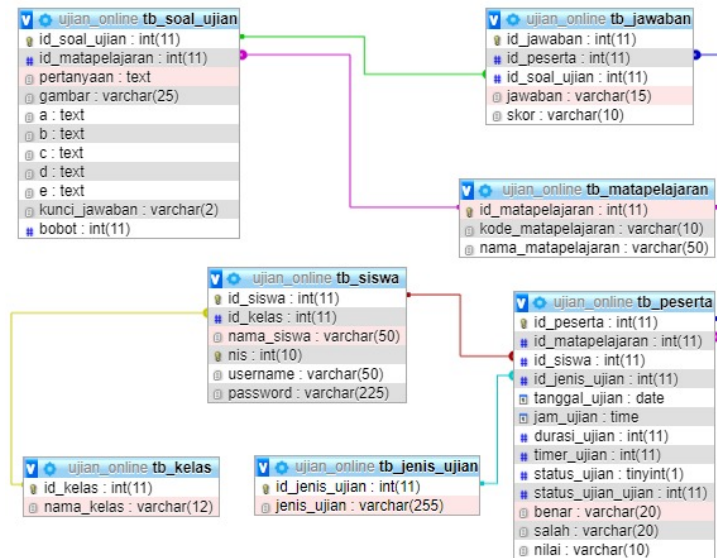 ujian_online tb_soal_ujian
id_soal_ujian : int(11)
id_matapelajaran : int(11)
pertanyaan : text
gambar : varchar(25)
a : text
b : text
c : text
d : text
e : text
kunci_jawaban : varchar(2)
bobot : int(11)
ujian_online tb_jawaban
id_jawaban : int(11)
id_peserta : int(11)
id_soal_ujian : int(11)
jawaban : varchar(15)
skor : varchar(10)
ujian_online tb_matapelajaran
id_matapelajaran : int(11)
kode_matapelajaran : varchar(10)
nama_matapelajaran : varchar(50)
ujian_online tb_siswa
id_siswa : int(11)
id_kelas : int(11)
nama_siswa : varchar(50)
nis : int(10)
username : varchar(50)
password : varchar(225)
ujian_online tb_peserta
id_peserta : int(11)
id_matapelajaran : int(11)
id_siswa : int(11)
id_jenis_ujian : int(11)
tanggal_ujian : date
jam_ujian : time
durasi_ujian : int(11)
timer_ujian : int(11)
status_ujian : tinyint(1)
status_ujian_ujian : int(11)
benar : varchar(20)
salah : varchar(20)
nilai : varchar(10)
ujian_online tb_kelas
id_kelas : int(11)
nama_kelas : varchar(12)
ujian_online tb_jenis_ujian
id_jenis_ujian : int(11)
jenis_ujian : varchar(255)